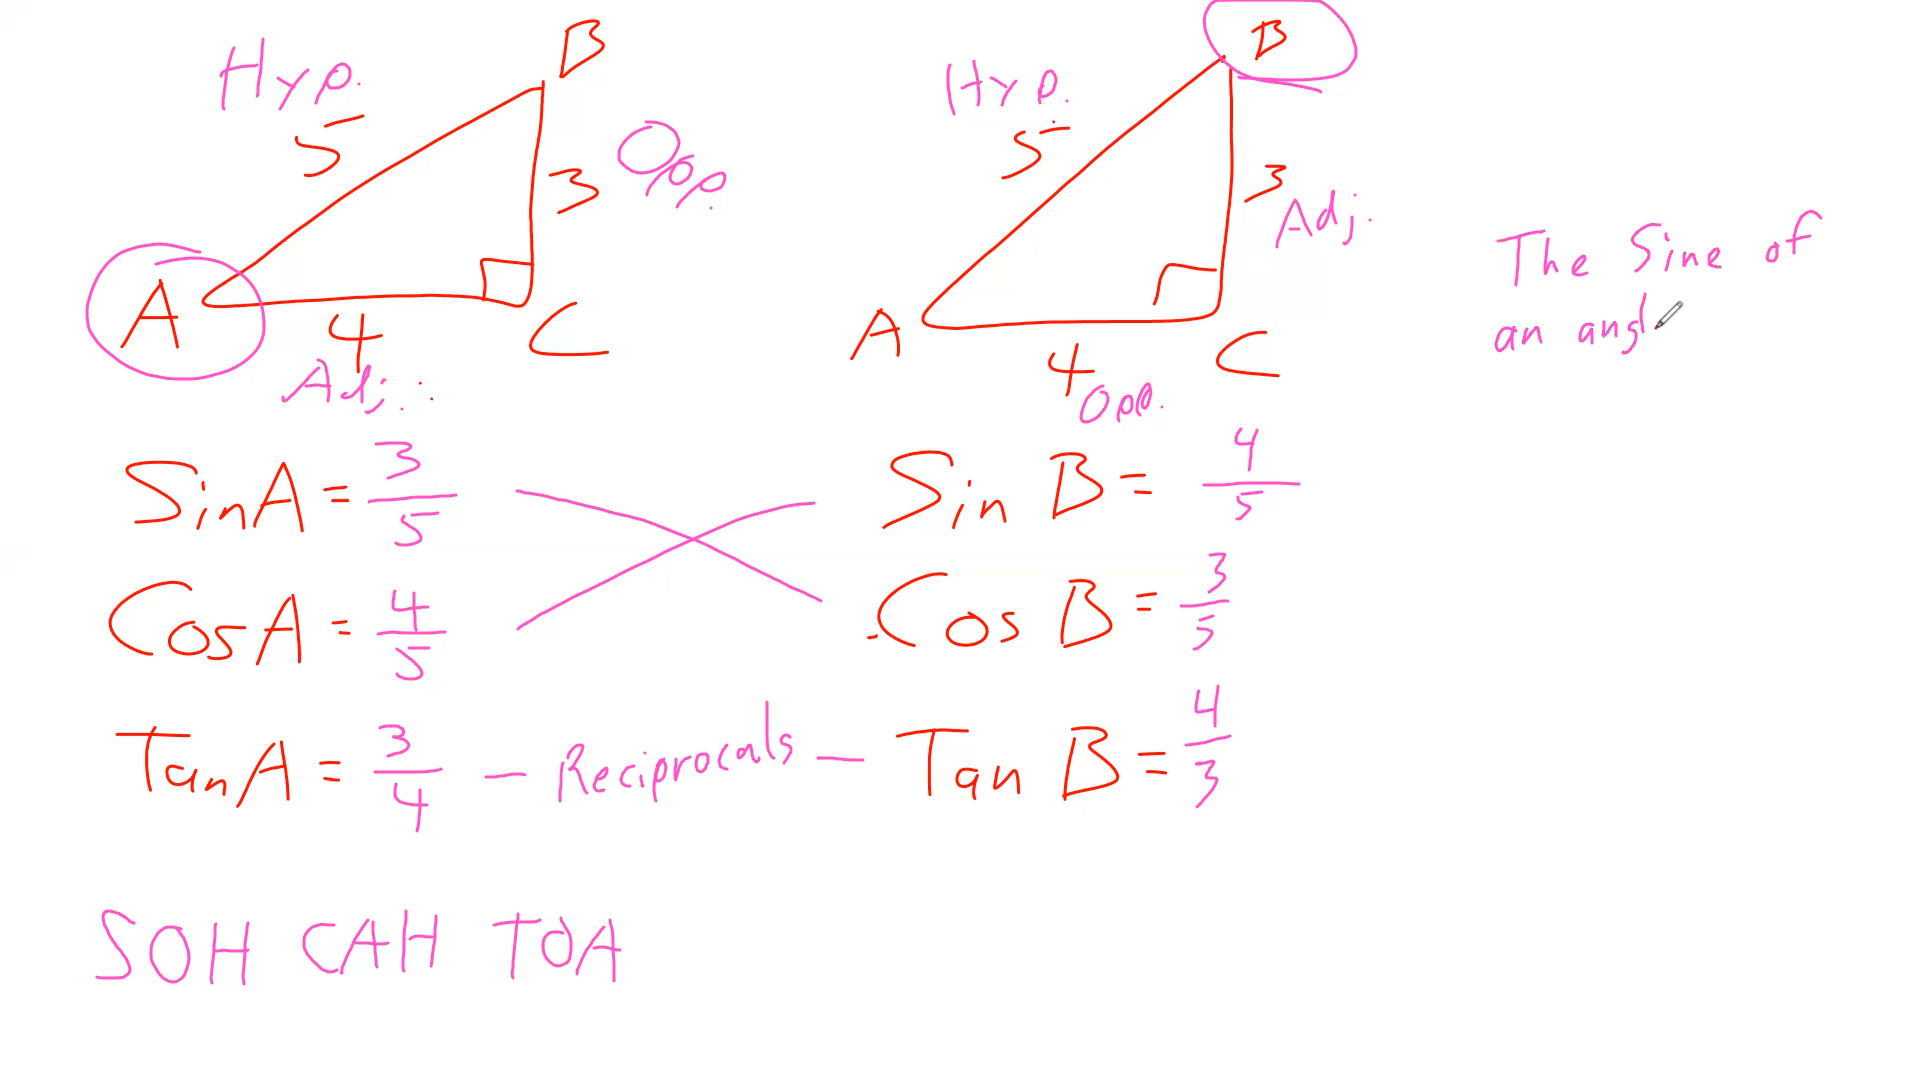 Hyp.
5
B
3
Opp.
A
4
C
Adj.
Sin A = 3/5
Cos A = 4/5
Tan A = 3/4
— Reciprocals —
Hyp.
5
B
3
Adj.
A
4
C
Opp.
Sin B = 4/5
Cos B = 3/5
Tan B = 4/3
The Sine of
an angl
SOH CAH TOA